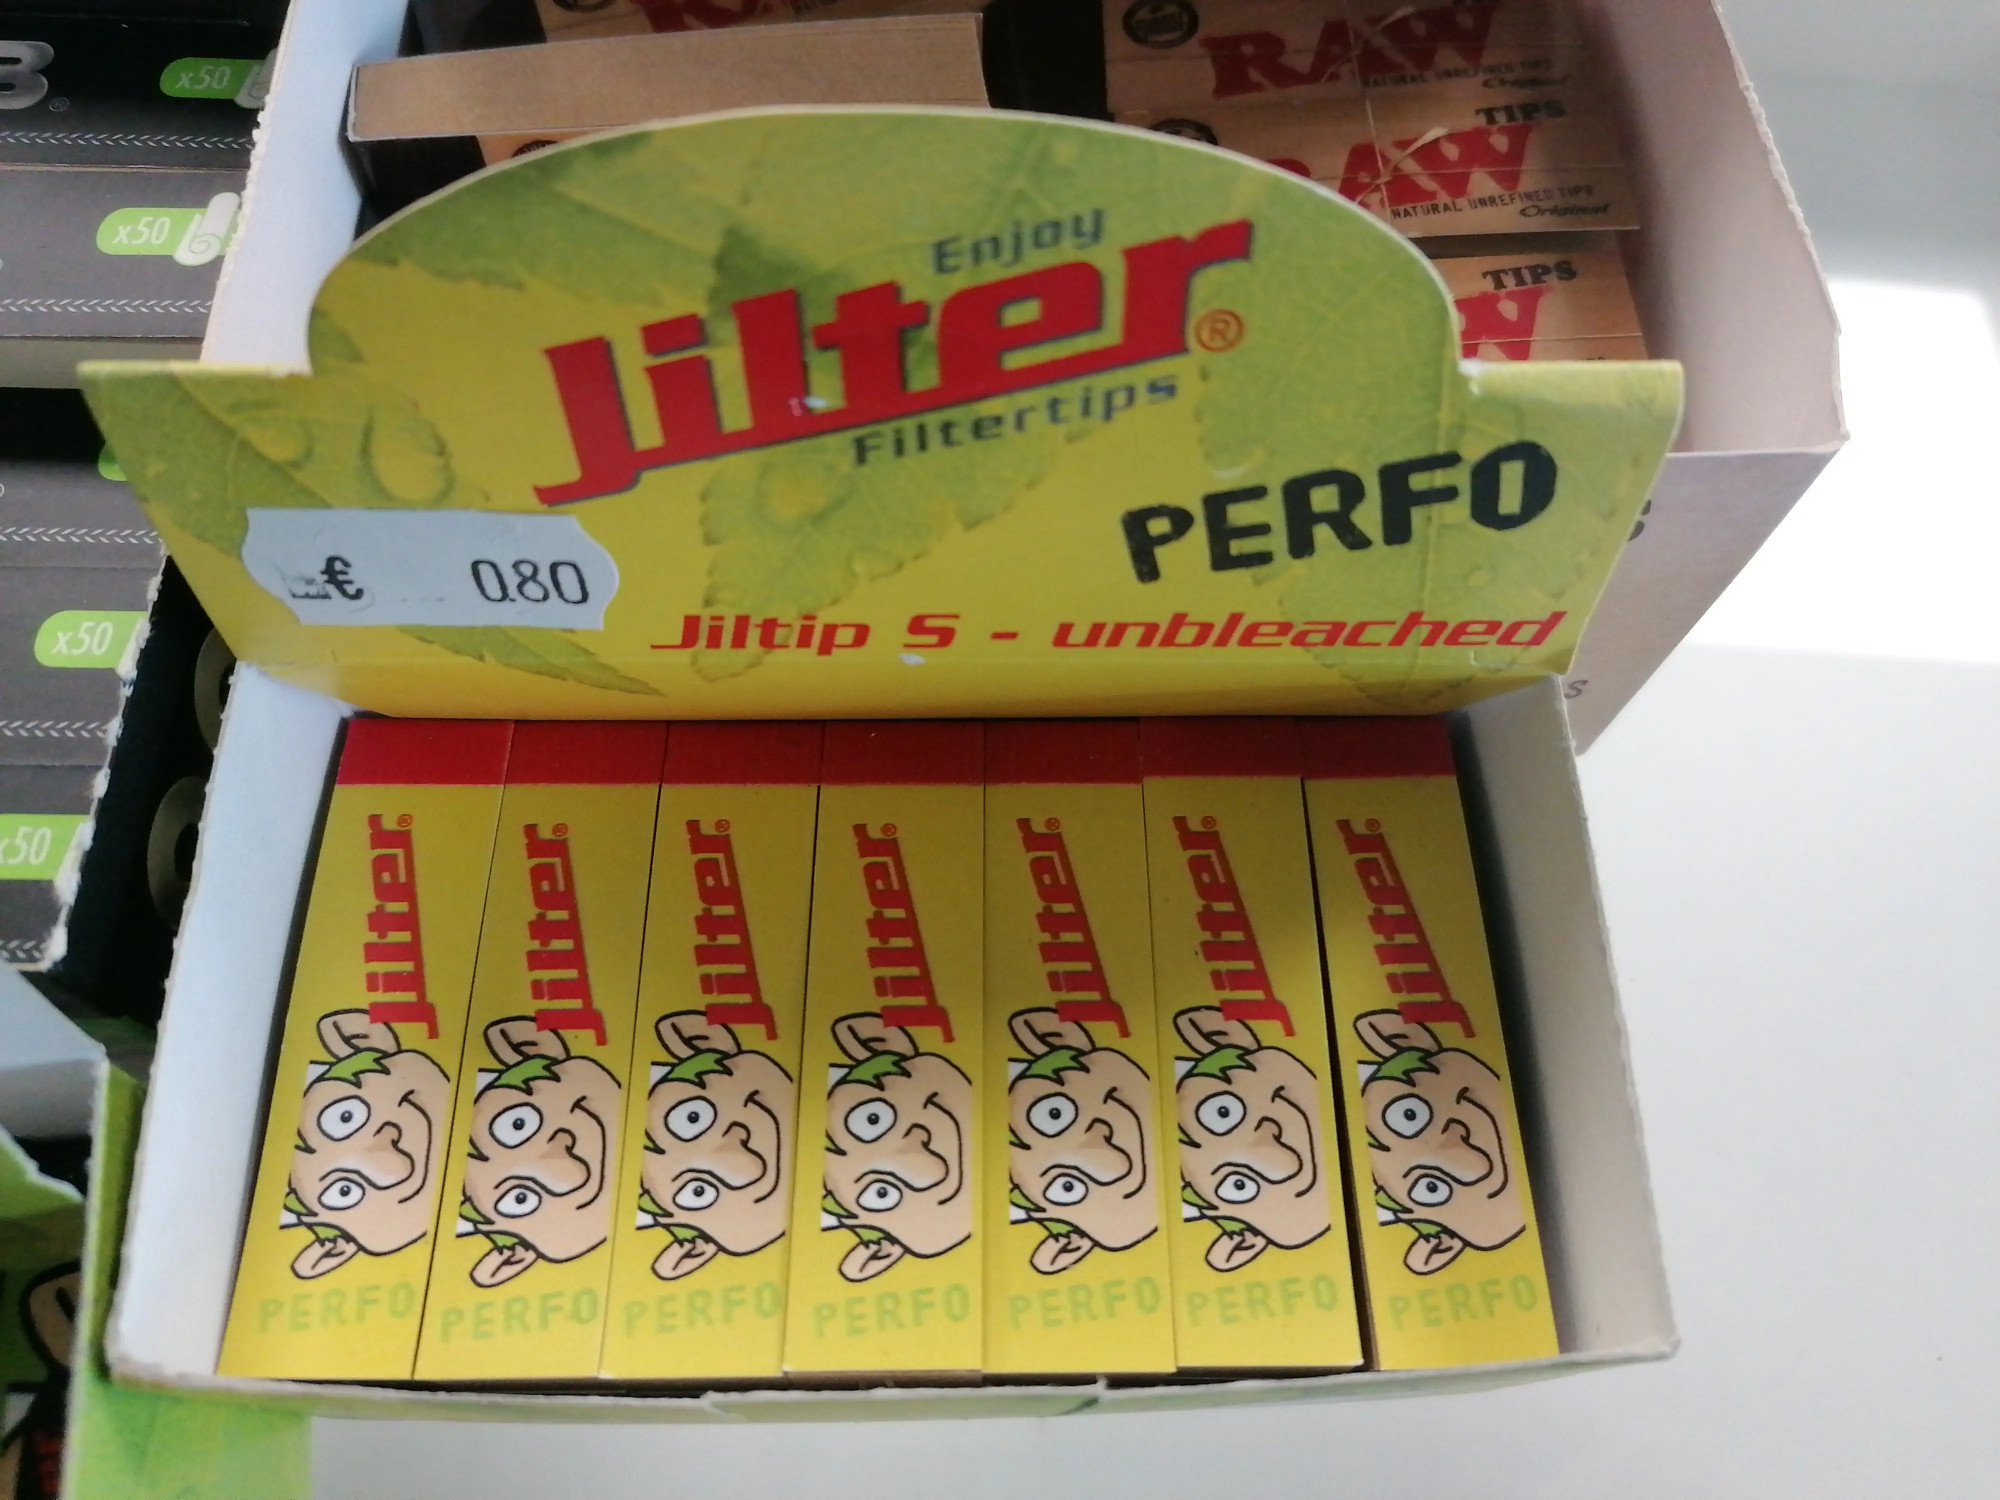 x50
x50
x50
x50
RAW
NATURAL UNREFINED TIPS
Original
TIPS
RAW
NATURAL UNREFINED TIPS
Original
TIPS
Enjoy
Jilter®
Filtertips
PERFO
€ 0.80
Jiltip S - unbleached
Jilter®
Jilter®
Jilter®
Jilter®
Jilter®
Jilter®
Jilter®
PERFO
PERFO
PERFO
PERFO
PERFO
PERFO
PERFO